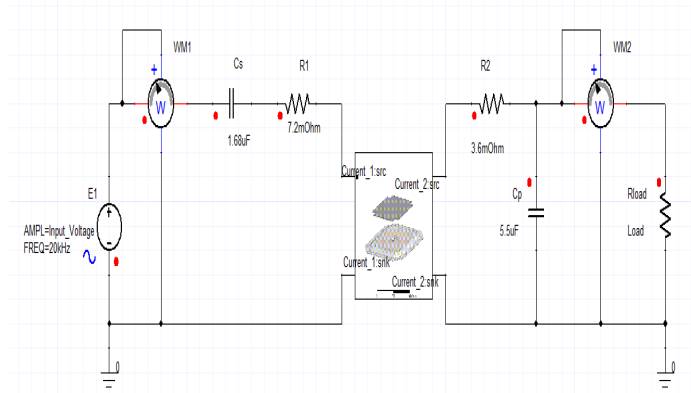 WM1
WM2
Cs
R1
R2
W
W
1.68uF
7.2mOhm
3.6mOhm
Current_1:src
Current_2:src
E1
Cp
Rload
AMPL=Input_Voltage
FREQ=20kHz
5.5uF
Load
Current_1:snk
Current_2:snk
0
0